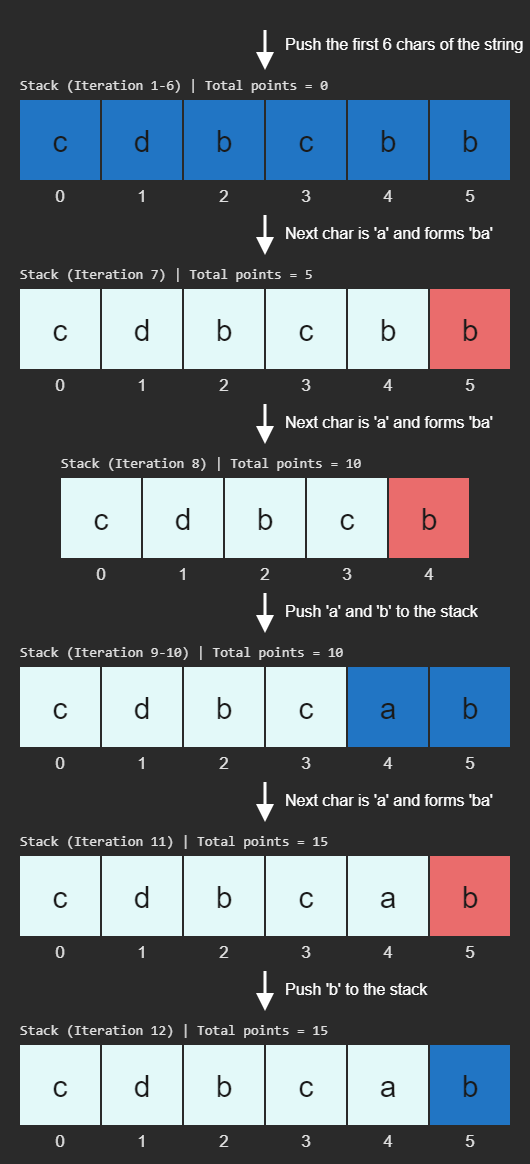 Push the first 6 chars of the string
Stack (Iteration 1-6) | Total points = 0
c d b c b b
0 1 2 3 4 5
Next char is 'a' and forms 'ba'
Stack (Iteration 7) | Total points = 5
c d b c b b
0 1 2 3 4 5
Next char is 'a' and forms 'ba'
Stack (Iteration 8) | Total points = 10
c d b c b
0 1 2 3 4
Push 'a' and 'b' to the stack
Stack (Iteration 9-10) | Total points = 10
c d b c a b
0 1 2 3 4 5
Next char is 'a' and forms 'ba'
Stack (Iteration 11) | Total points = 15
c d b c a b
0 1 2 3 4 5
Push 'b' to the stack
Stack (Iteration 12) | Total points = 15
c d b c a b
0 1 2 3 4 5